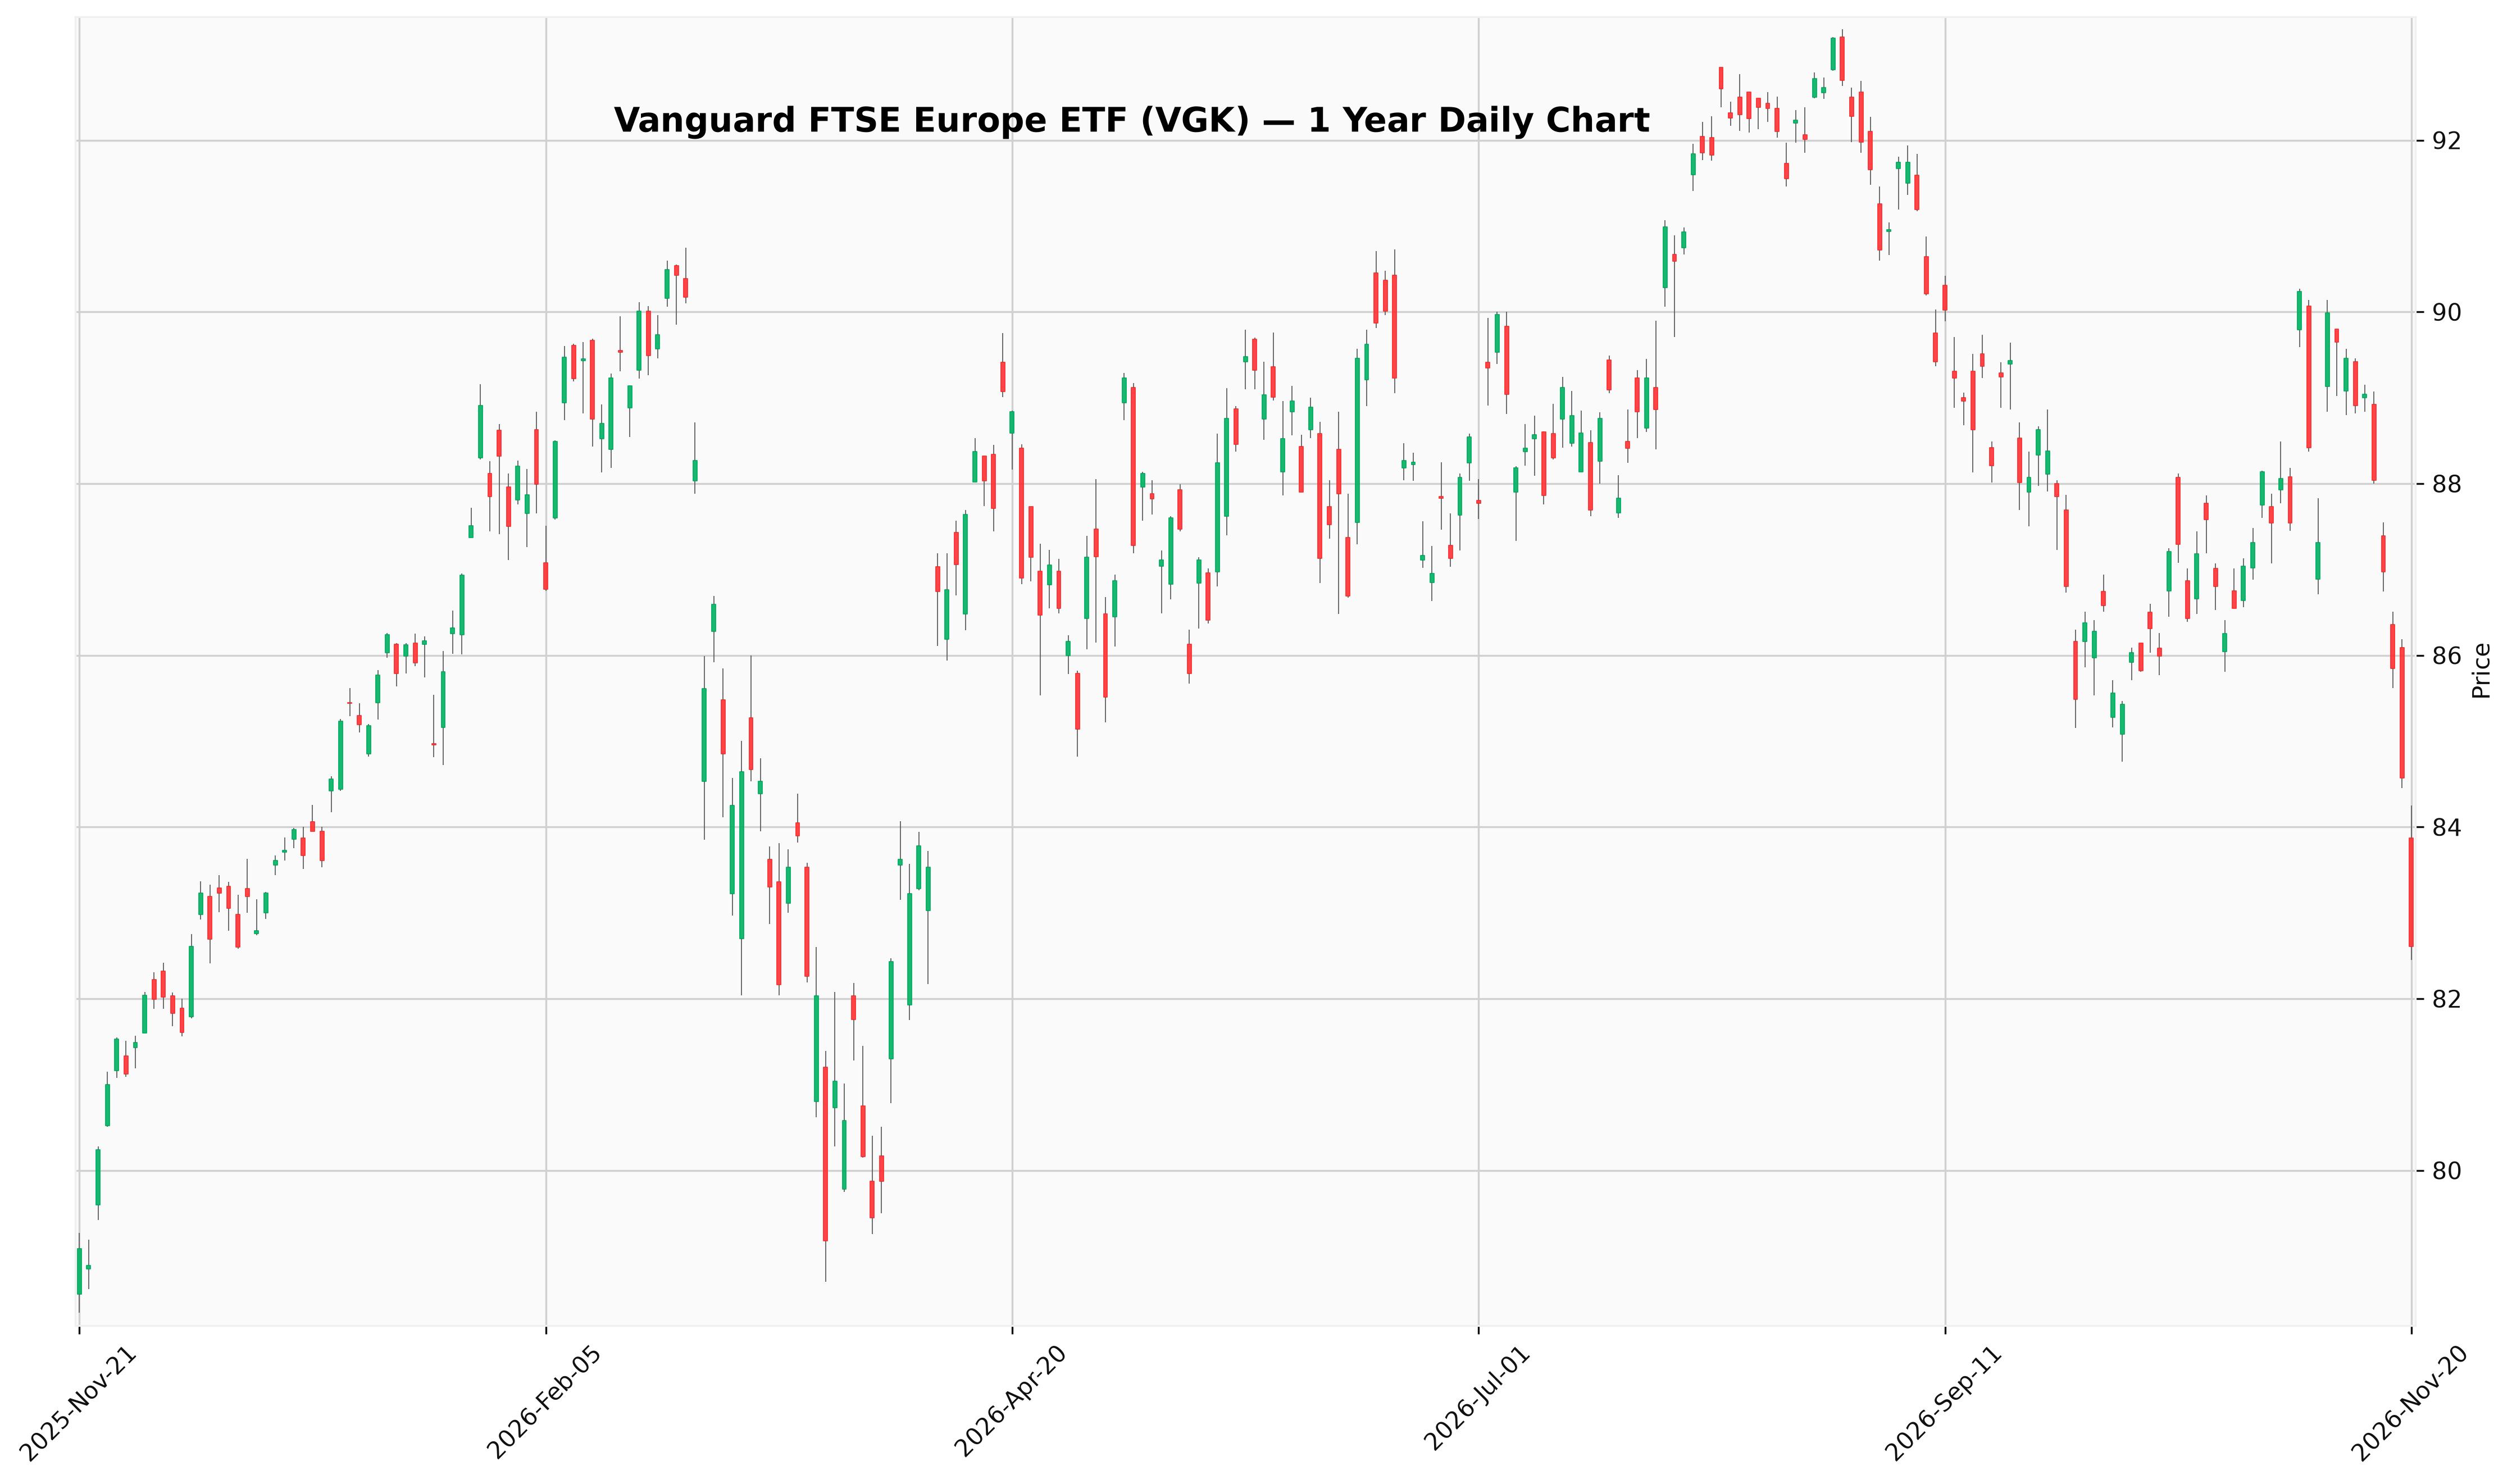 Vanguard FTSE Europe ETF (VGK) — 1 Year Daily Chart
92
90
88
86
84
82
80
Price
2025-Nov-21
2026-Feb-05
2026-Apr-20
2026-Jul-01
2026-Sep-11
2026-Nov-20